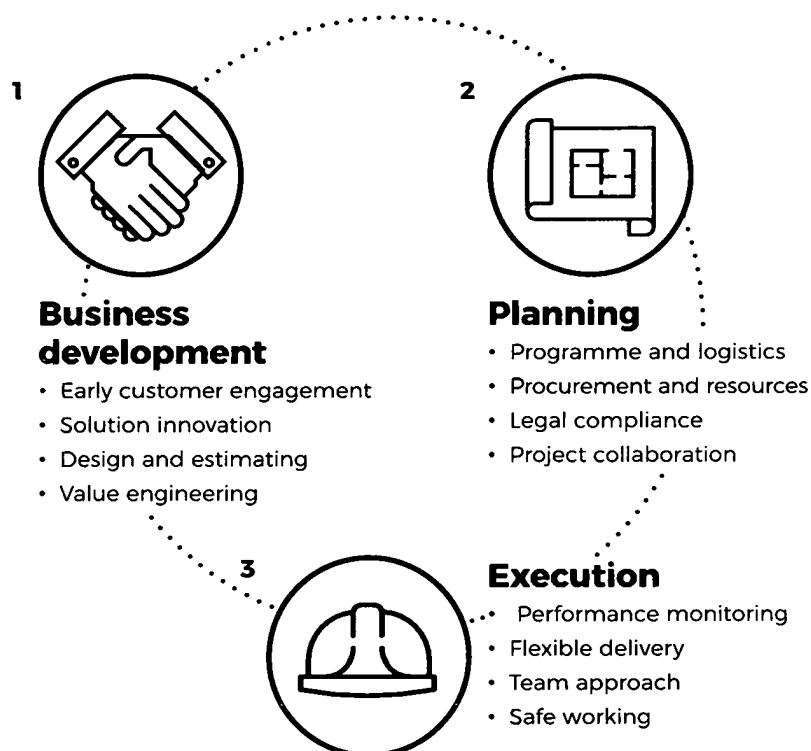 1
Business
development
• Early customer engagement
• Solution innovation
• Design and estimating
• Value engineering
2
Planning
• Programme and logistics
• Procurement and resources
• Legal compliance
• Project collaboration
3
Execution
• Performance monitoring
• Flexible delivery
• Team approach
• Safe working